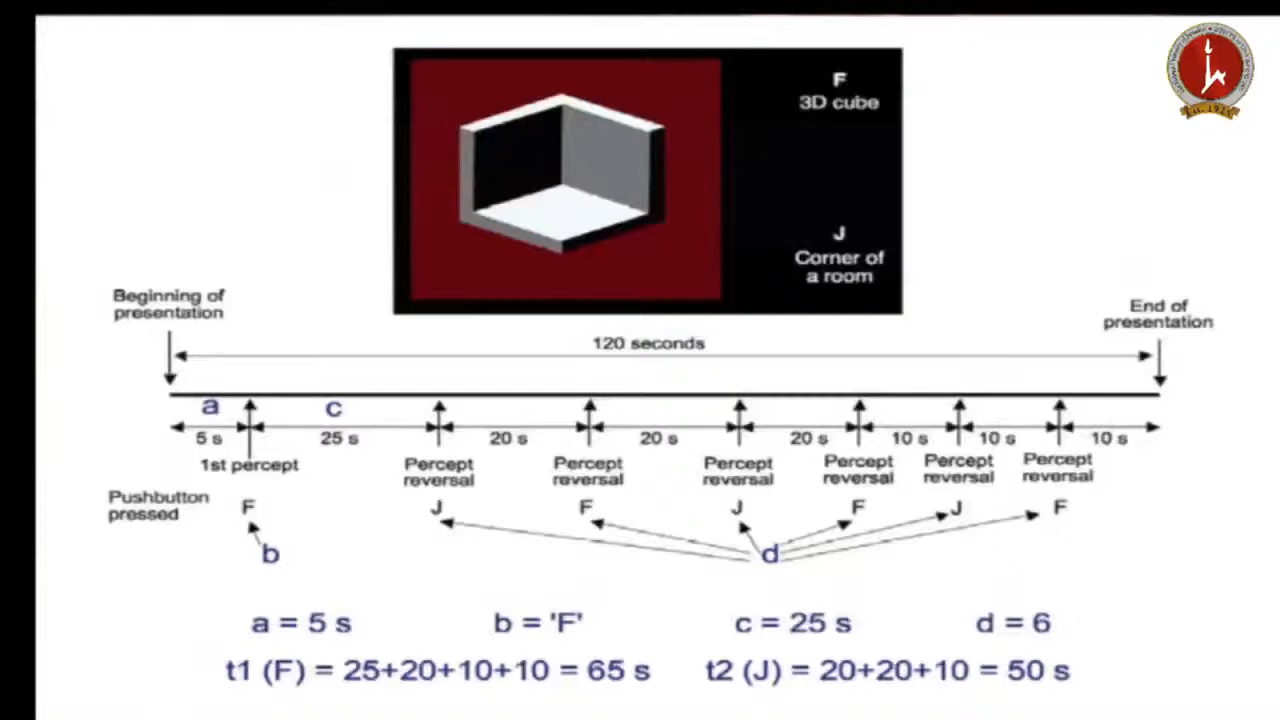 F
3D cube
J
Corner of
a room
Beginning of
presentation
End of
presentation
120 seconds
a c
5 s 25 s 20 s 20 s 20 s 10 s 10 s 10 s
1st percept
Percept
reversal
Percept
reversal
Percept
reversal
Percept
reversal
Percept
reversal
Percept
reversal
Pushbutton
pressed
F J F J F J F
b d
a = 5 s b = 'F' c = 25 s d = 6
t1 (F) = 25+20+10+10 = 65 s t2 (J) = 20+20+10 = 50 s